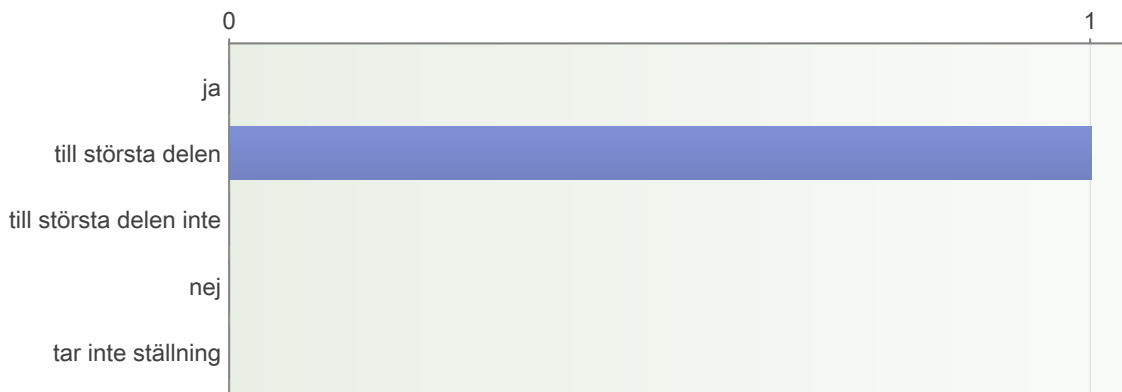 0 1
ja
till största delen
till största delen inte
nej
tar inte ställning